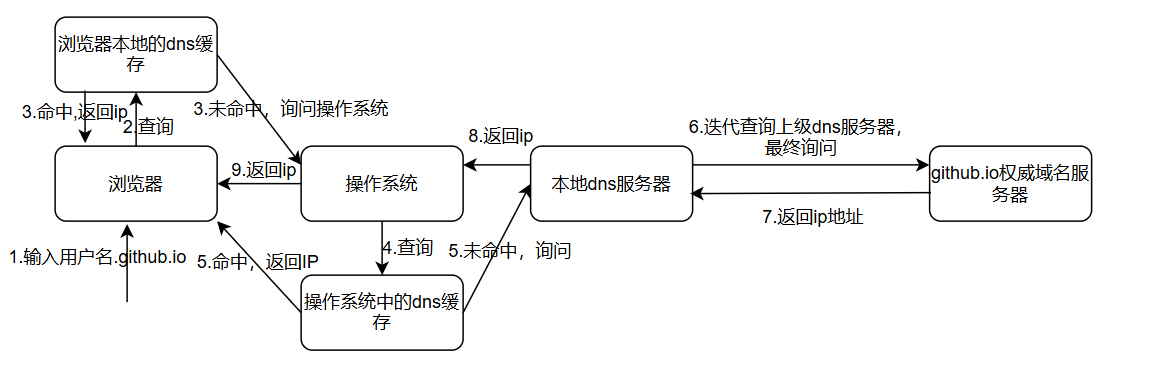 浏览器本地的dns缓
存
3.命中,返回ip
2.查询
3.未命中，询问操作系统
8.返回ip
6.迭代查询上级dns服务器，
最终询问
浏览器
9.返回ip
操作系统
本地dns服务器
github.io权威域名服
务器
7.返回ip地址
1.输入用户名.github.io
5.命中，返回IP
4.查询
5.未命中，询问
操作系统中的dns缓
存